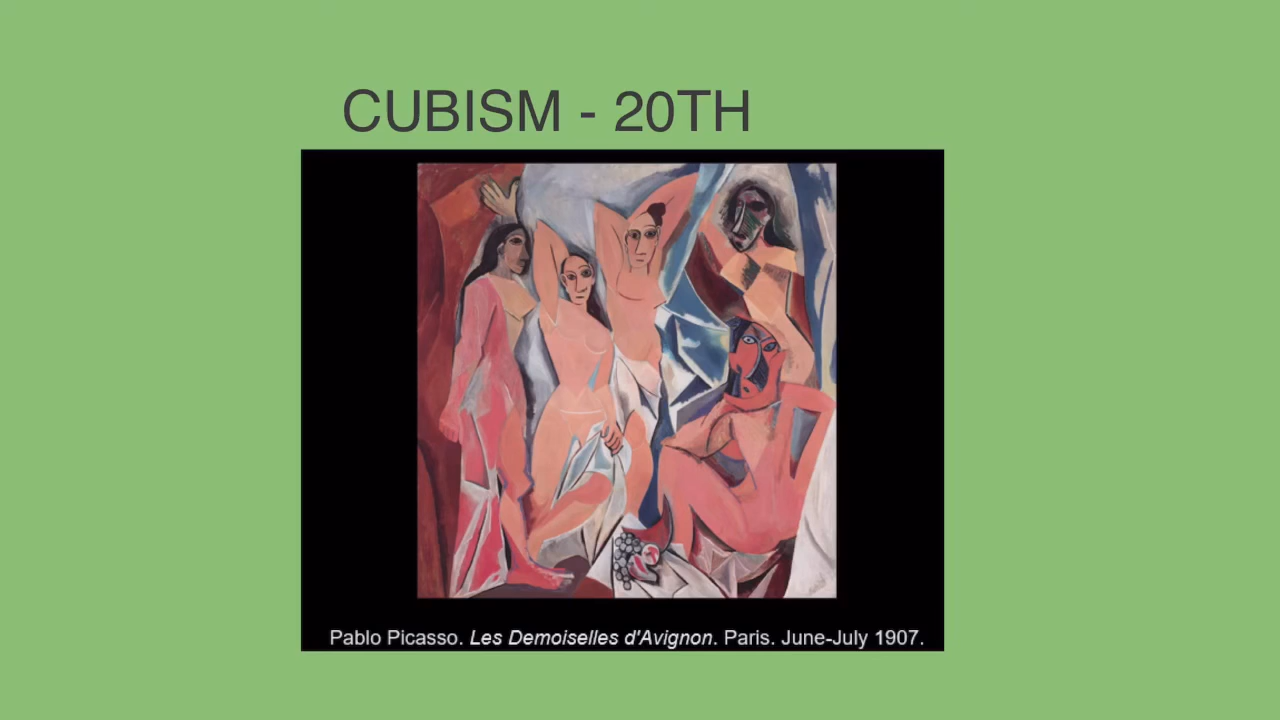 CUBISM - 20TH
Pablo Picasso. Les Demoiselles d'Avignon. Paris. June-July 1907.